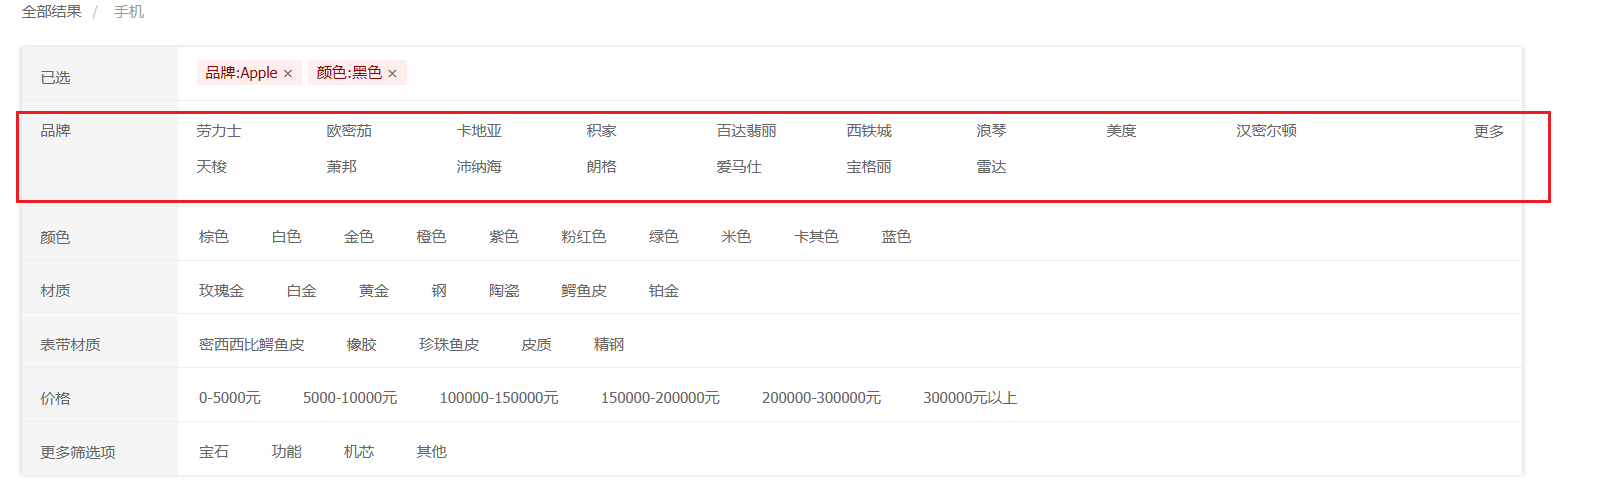 全部结果 / 手机
已选 品牌:Apple × 颜色:黑色 ×
品牌 劳力士 欧密茄 卡地亚 积家 百达翡丽 西铁城 浪琴 美度 汉密尔顿 更多
天梭 萧邦 沛纳海 朗格 爱马仕 宝格丽 雷达
颜色 棕色 白色 金色 橙色 紫色 粉红色 绿色 米色 卡其色 蓝色
材质 玫瑰金 白金 黄金 钢 陶瓷 鳄鱼皮 铂金
表带材质 密西西比鳄鱼皮 橡胶 珍珠鱼皮 皮质 精钢
价格 0-5000元 5000-10000元 100000-150000元 150000-200000元 200000-300000元 300000元以上
更多筛选项 宝石 功能 机芯 其他